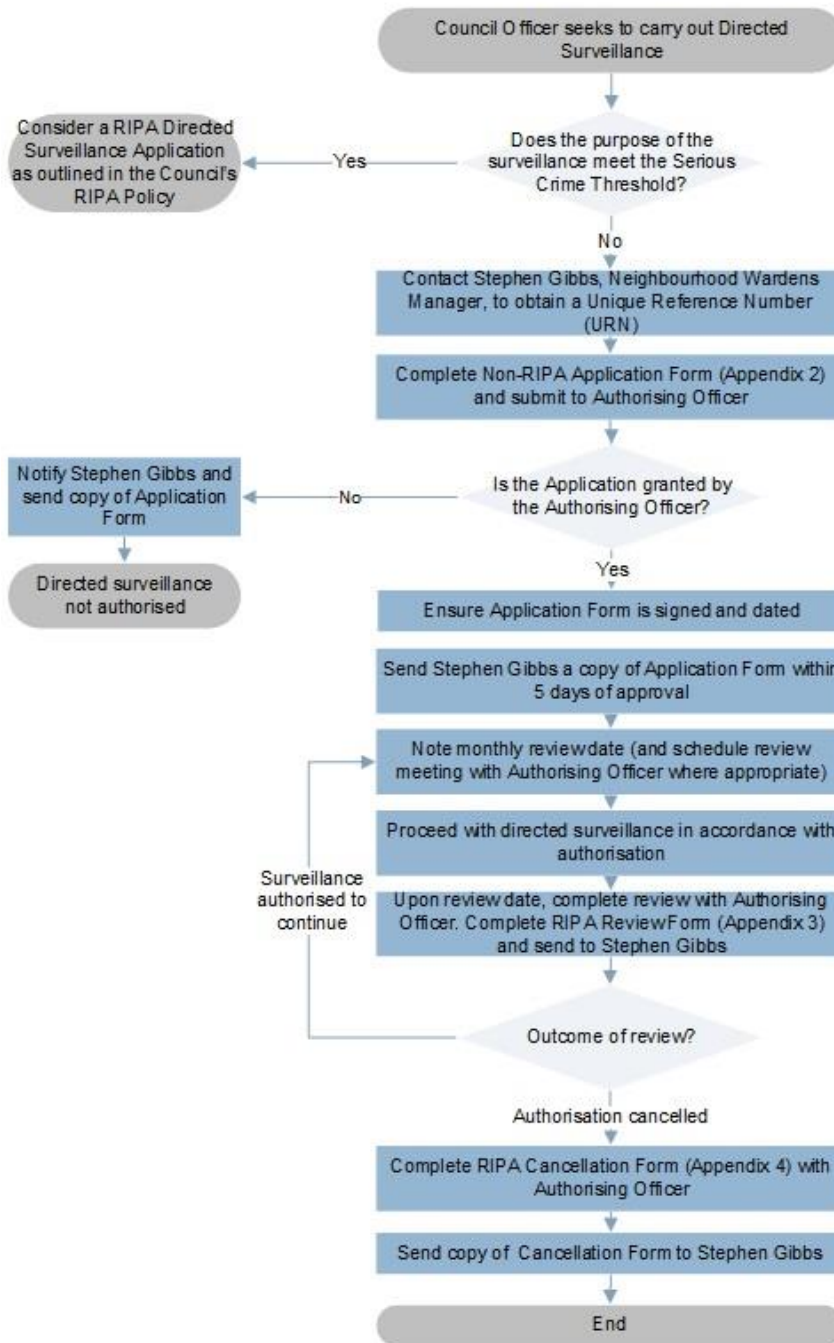 Council Officer seeks to carry out Directed
Surveillance
Consider a RIPA Directed
Surveillance Application
as outlined in the Council's
RIPA Policy
Yes
Does the purpose of the
surveillance meet the Serious
Crime Threshold?
No
Contact Stephen Gibbs, Neighbourhood Wardens
Manager, to obtain a Unique Reference Number
(URN)
Complete Non-RIPA Application Form (Appendix 2)
and submit to Authorising Officer
Notify Stephen Gibbs and
send copy of Application
Form
No
Is the Application granted by
the Authorising Officer?
Directed surveillance
not authorised
Yes
Ensure Application Form is signed and dated
Send Stephen Gibbs a copy of Application Form within
5 days of approval
Note monthly review date (and schedule review
meeting with Authorising Officer where appropriate)
Proceed with directed surveillance in accordance with
authorisation
Surveillance
authorised to
continue
Upon review date, complete review with Authorising
Officer. Complete RIPA Review Form (Appendix 3)
and send to Stephen Gibbs
Outcome of review?
Authorisation cancelled
Complete RIPA Cancellation Form (Appendix 4) with
Authorising Officer
Send copy of Cancellation Form to Stephen Gibbs
End